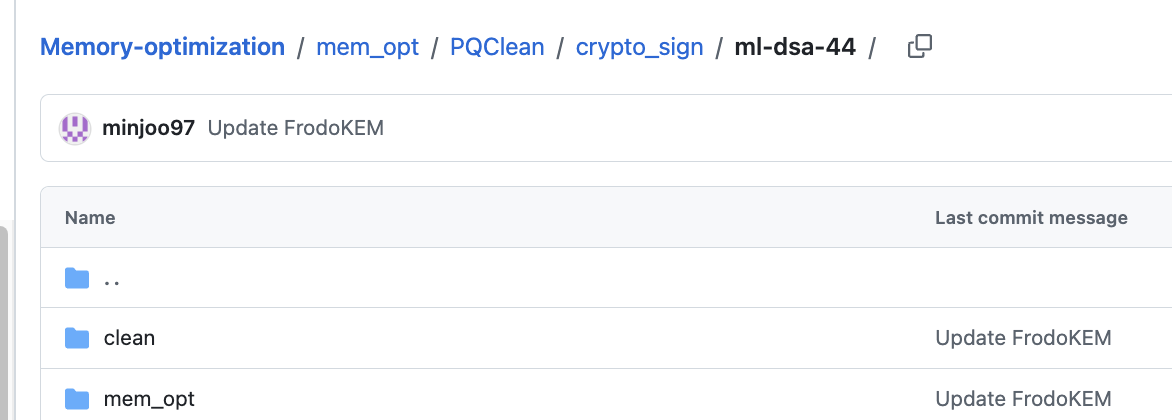 Memory-optimization / mem_opt / PQClean / crypto_sign / ml-dsa-44 /
minjoo97 Update FrodoKEM
Name Last commit message
..
clean Update FrodoKEM
mem_opt Update FrodoKEM